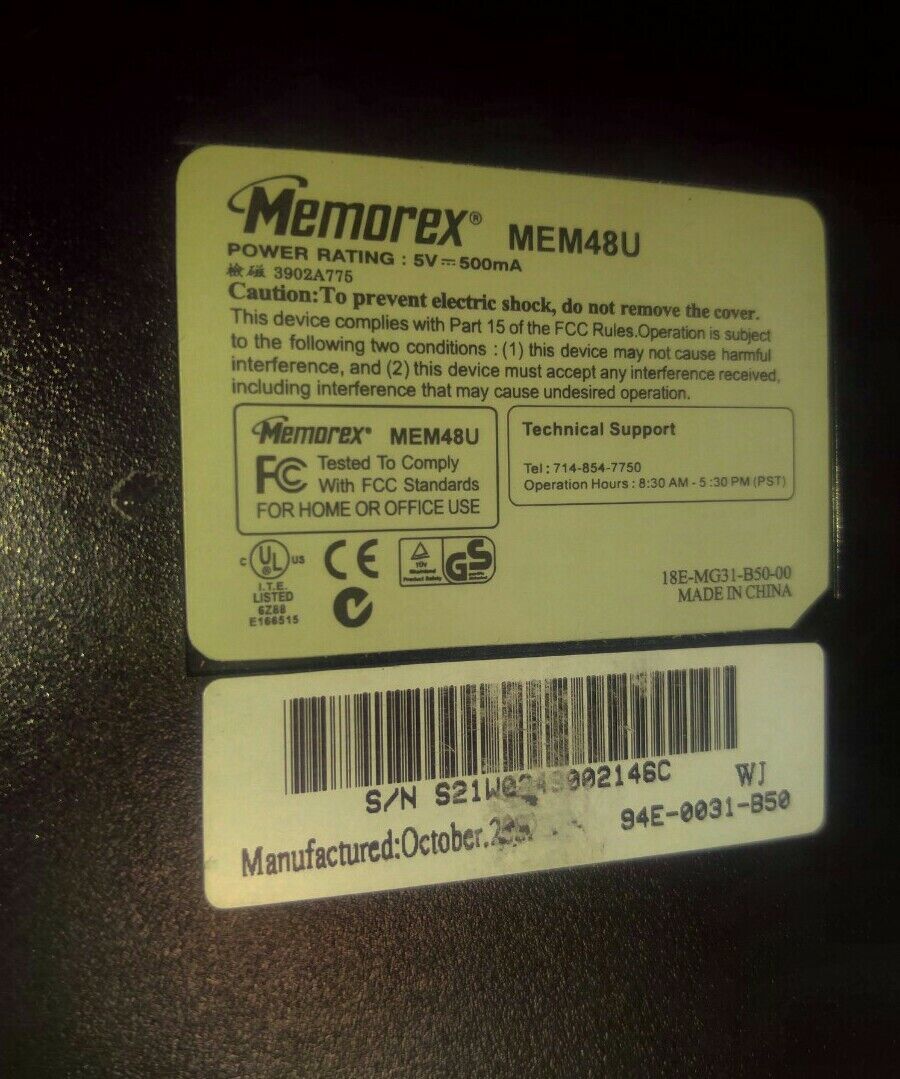 Memorex® MEM48U
POWER RATING : 5V⎓500mA
檢磁 3902A775
Caution:To prevent electric shock, do not remove the cover.
This device complies with Part 15 of the FCC Rules.Operation is subject
to the following two conditions : (1) this device may not cause harmful
interference, and (2) this device must accept any interference received,
including interference that may cause undesired operation.
Memorex® MEM48U
FC Tested To Comply
With FCC Standards
FOR HOME OR OFFICE USE
Technical Support
Tel : 714-854-7750
Operation Hours : 8:30 AM - 5 :30 PM (PST)
C UL US
®
I.T.E.
LISTED
6Z88
E166515
CE
TÜV
Rheinland
Product Safety
GS
18E-MG31-B50-00
MADE IN CHINA
S/N
WJ
94E-0031-B50
Manufactured:October.